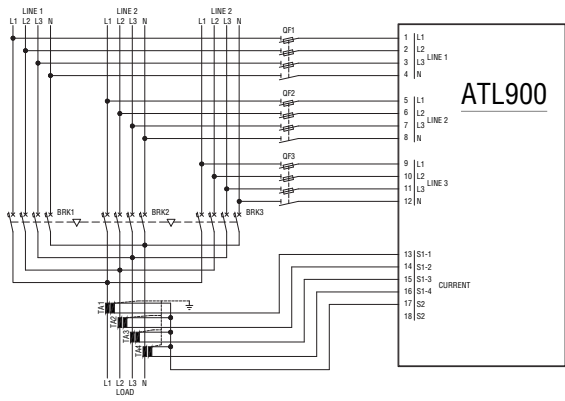 LINE 1 LINE 2 LINE 2
L1 L2 L3 N L1 L2 L3 N L1 L2 L3 N
QF1
1 L1
2 L2
3 L3
4 N
LINE 1
ATL900
QF2
5 L1
6 L2
7 L3
8 N
LINE 2
QF3
9 L1
10 L2
11 L3
12 N
LINE 3
BRK1 BRK2 BRK3
13 S1-1
14 S1-2
15 S1-3
16 S1-4
17 S2
18 S2
CURRENT
TA1
TA2
TA3
TA4
L1 L2 L3 N
LOAD